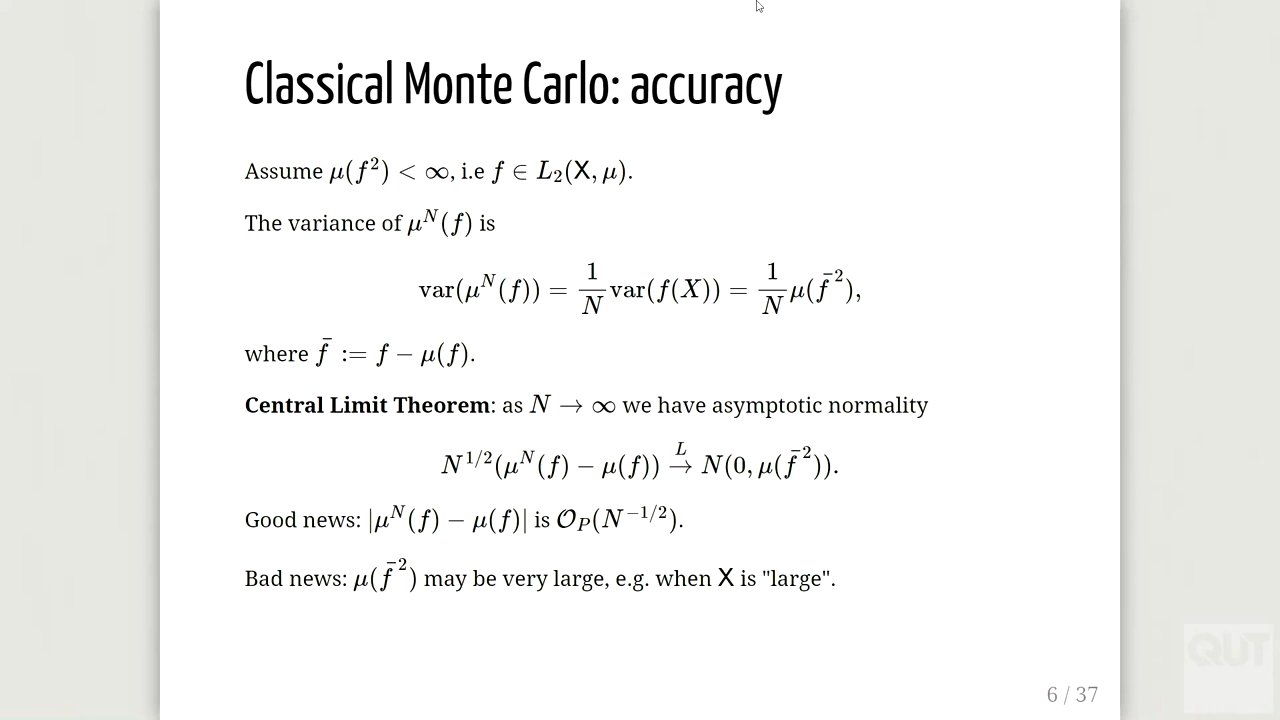 Classical Monte Carlo: accuracy
Assume μ(f²) < ∞, i.e f ∈ L₂(X, μ).
The variance of μᴺ(f) is
var(μᴺ(f)) = 1/N var(f(X)) = 1/N μ(f̄²),
where f̄ := f − μ(f).
Central Limit Theorem: as N → ∞ we have asymptotic normality
N^{1/2}(μᴺ(f) − μ(f)) →^L N(0, μ(f̄²)).
Good news: |μᴺ(f) − μ(f)| is 𝒪_P(N^{−1/2}).
Bad news: μ(f̄²) may be very large, e.g. when X is "large".
QUT
6 / 37